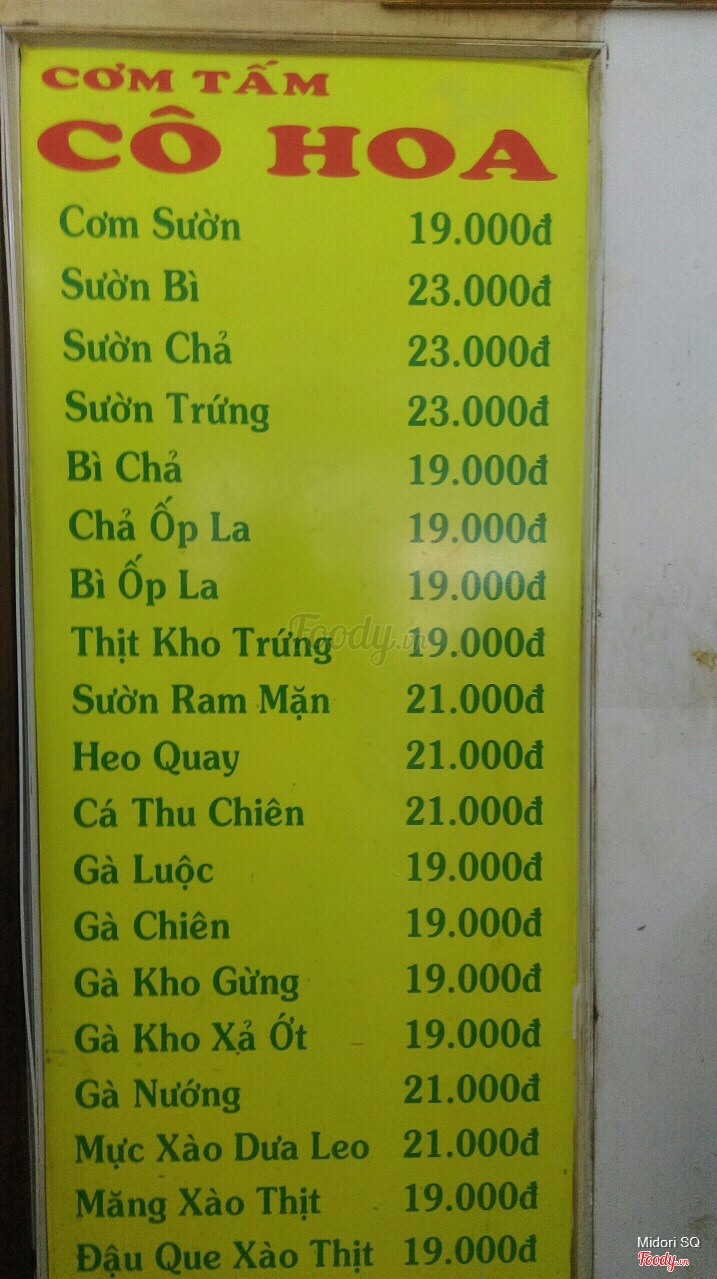 CƠM TẤM
CÔ HOA
Cơm Sườn 19.000đ
Sườn Bì 23.000đ
Sườn Chả 23.000đ
Sườn Trứng 23.000đ
Bì Chả 19.000đ
Chả Ốp La 19.000đ
Bì Ốp La 19.000đ
Thịt Kho Trứng 19.000đ
Foody.vn
Sườn Ram Mặn 21.000đ
Heo Quay 21.000đ
Cá Thu Chiên 21.000đ
Gà Luộc 19.000đ
Gà Chiên 19.000đ
Gà Kho Gừng 19.000đ
Gà Kho Xả Ớt 19.000đ
Gà Nướng 21.000đ
Mực Xào Dưa Leo 21.000đ
Măng Xào Thịt 19.000đ
Đậu Que Xào Thịt 19.000đ
Midori SQ
Foody.vn